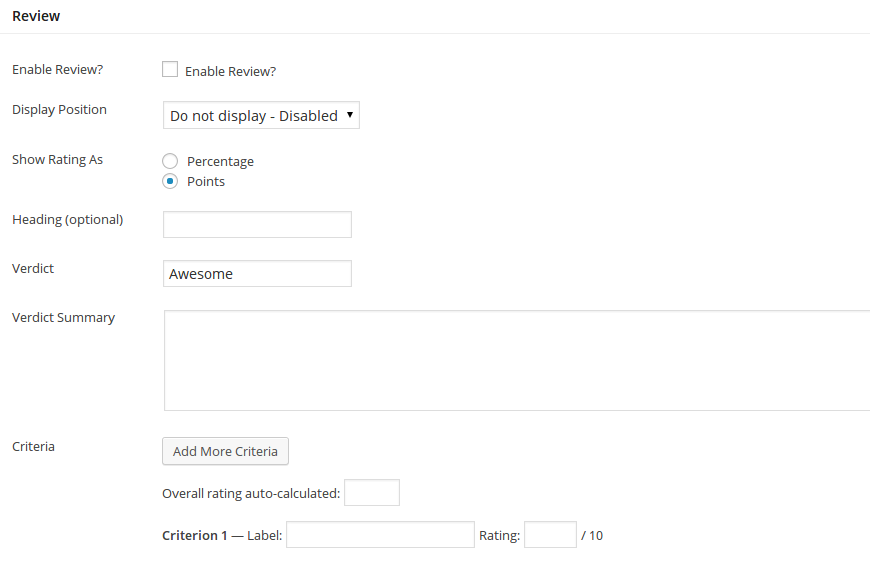 Review
Enable Review? Enable Review?
Display Position Do not display - Disabled
Show Rating As Percentage
Points
Heading (optional)
Verdict Awesome
Verdict Summary
Criteria Add More Criteria
Overall rating auto-calculated:
Criterion 1 — Label: Rating: / 10